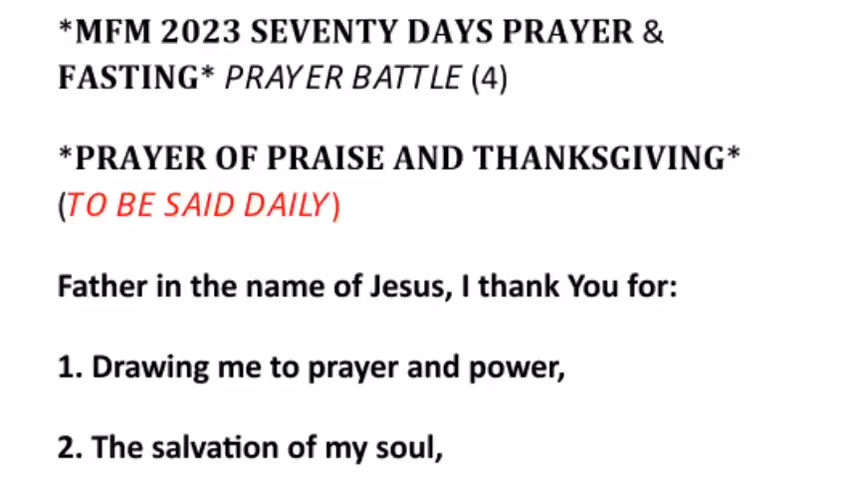 *MFM 2023 SEVENTY DAYS PRAYER &
FASTING* PRAYER BATTLE (4)
*PRAYER OF PRAISE AND THANKSGIVING*
(TO BE SAID DAILY)
Father in the name of Jesus, I thank You for:
1. Drawing me to prayer and power,
2. The salvation of my soul,